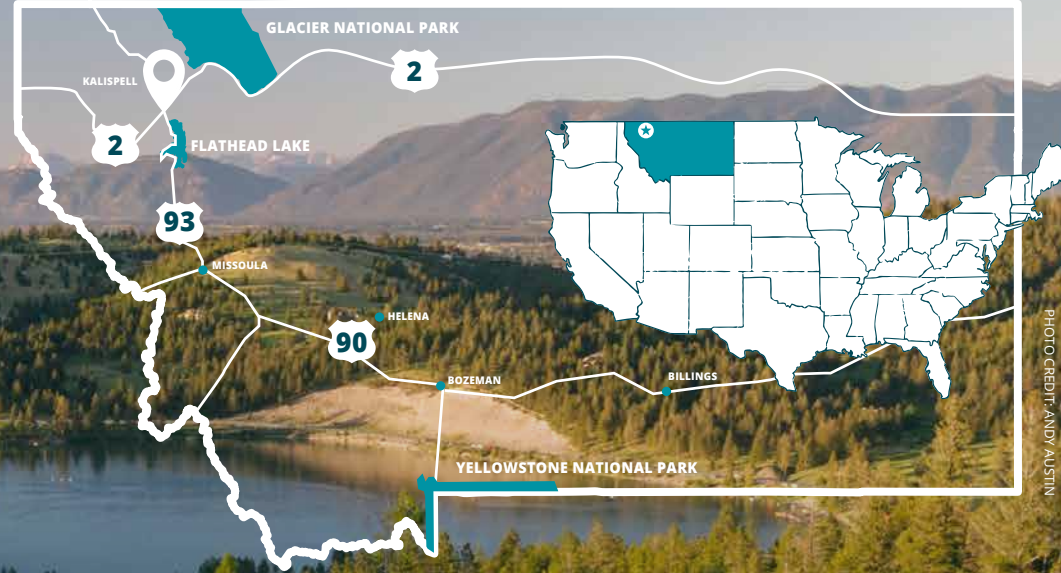 GLACIER NATIONAL PARK
2
KALISPELL
2
FLATHEAD LAKE
93
MISSOULA
HELENA
90
BOZEMAN
BILLINGS
YELLOWSTONE NATIONAL PARK
PHOTO CREDIT: ANDY AUSTIN